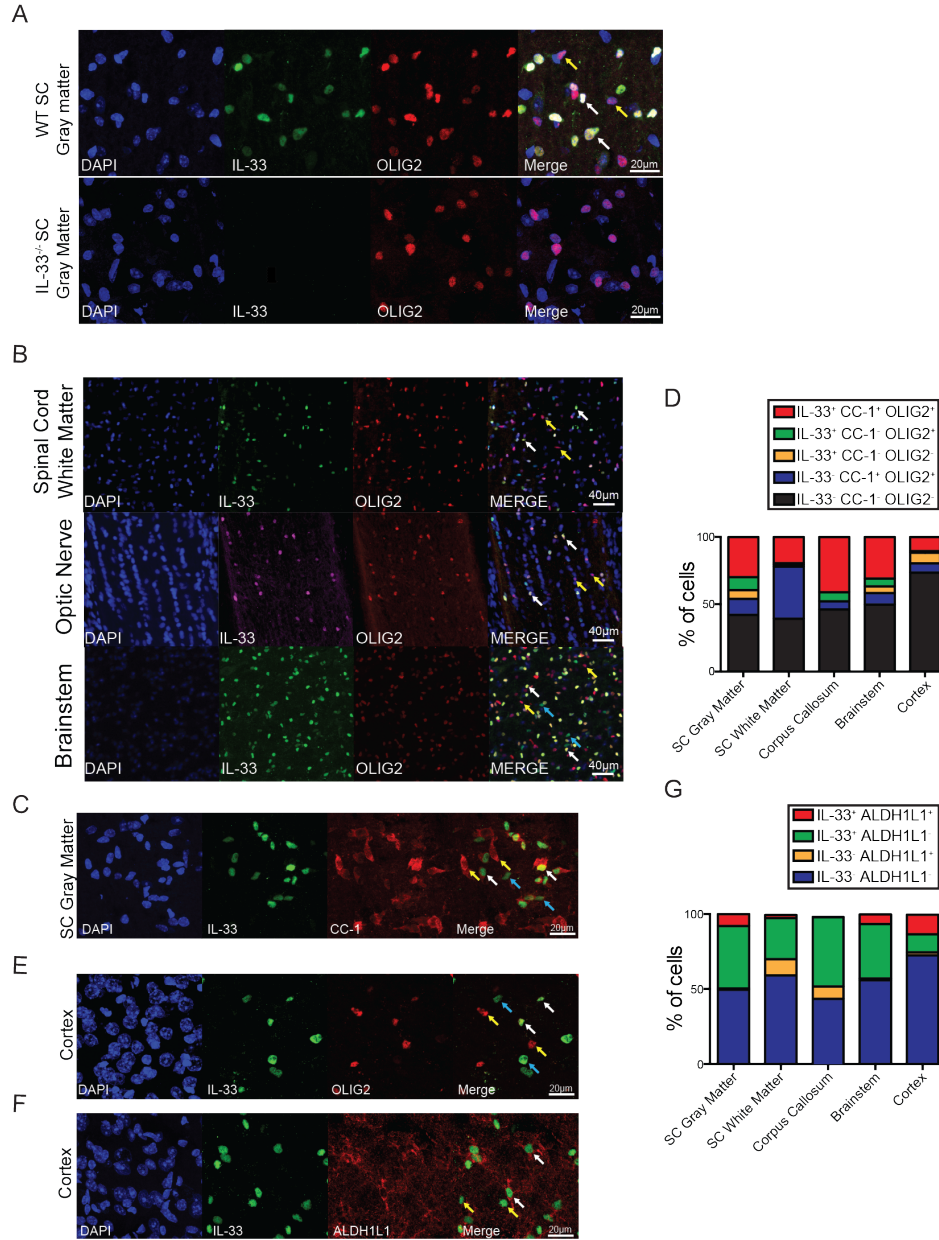 A
WT SC
Gray matter
DAPI IL-33 OLIG2 Merge 20µm
IL-33-/- SC
Gray Matter
DAPI IL-33 OLIG2 Merge 20µm
B
Spinal Cord
White Matter
DAPI IL-33 OLIG2 MERGE 40µm
Optic Nerve
DAPI IL-33 OLIG2 MERGE 40µm
Brainstem
DAPI IL-33 OLIG2 MERGE 40µm
C
SC Gray Matter
DAPI IL-33 CC-1 Merge 20µm
D
IL-33+ CC-1+ OLIG2+
IL-33+ CC-1- OLIG2+
IL-33+ CC-1- OLIG2-
IL-33- CC-1+ OLIG2+
IL-33- CC-1- OLIG2-
% of cells
100
50
0
SC Gray Matter
SC White Matter
Corpus Callosum
Brainstem
Cortex
E
Cortex
DAPI IL-33 OLIG2 Merge 20µm
F
Cortex
DAPI IL-33 ALDH1L1 Merge 20µm
G
IL-33+ ALDH1L1+
IL-33+ ALDH1L1-
IL-33- ALDH1L1+
IL-33- ALDH1L1-
% of cells
100
50
0
SC Gray Matter
SC White Matter
Corpus Callosum
Brainstem
Cortex